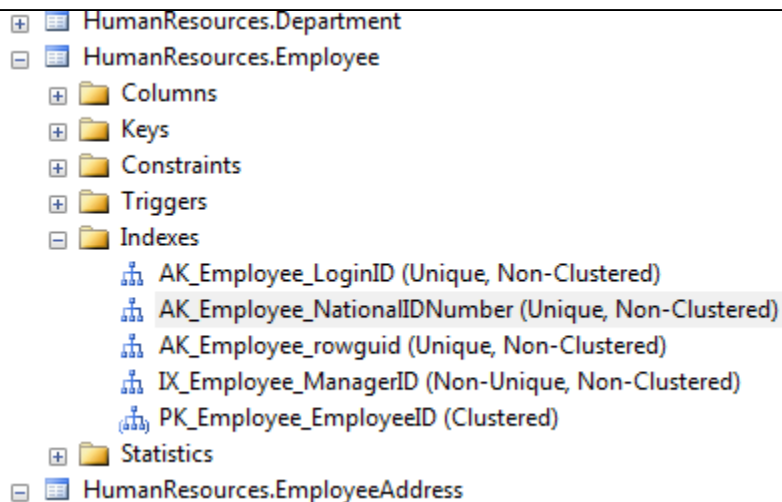 HumanResources.Department
HumanResources.Employee
Columns
Keys
Constraints
Triggers
Indexes
AK_Employee_LoginID (Unique, Non-Clustered)
AK_Employee_NationalIDNumber (Unique, Non-Clustered)
AK_Employee_rowguid (Unique, Non-Clustered)
IX_Employee_ManagerID (Non-Unique, Non-Clustered)
PK_Employee_EmployeeID (Clustered)
Statistics
HumanResources.EmployeeAddress